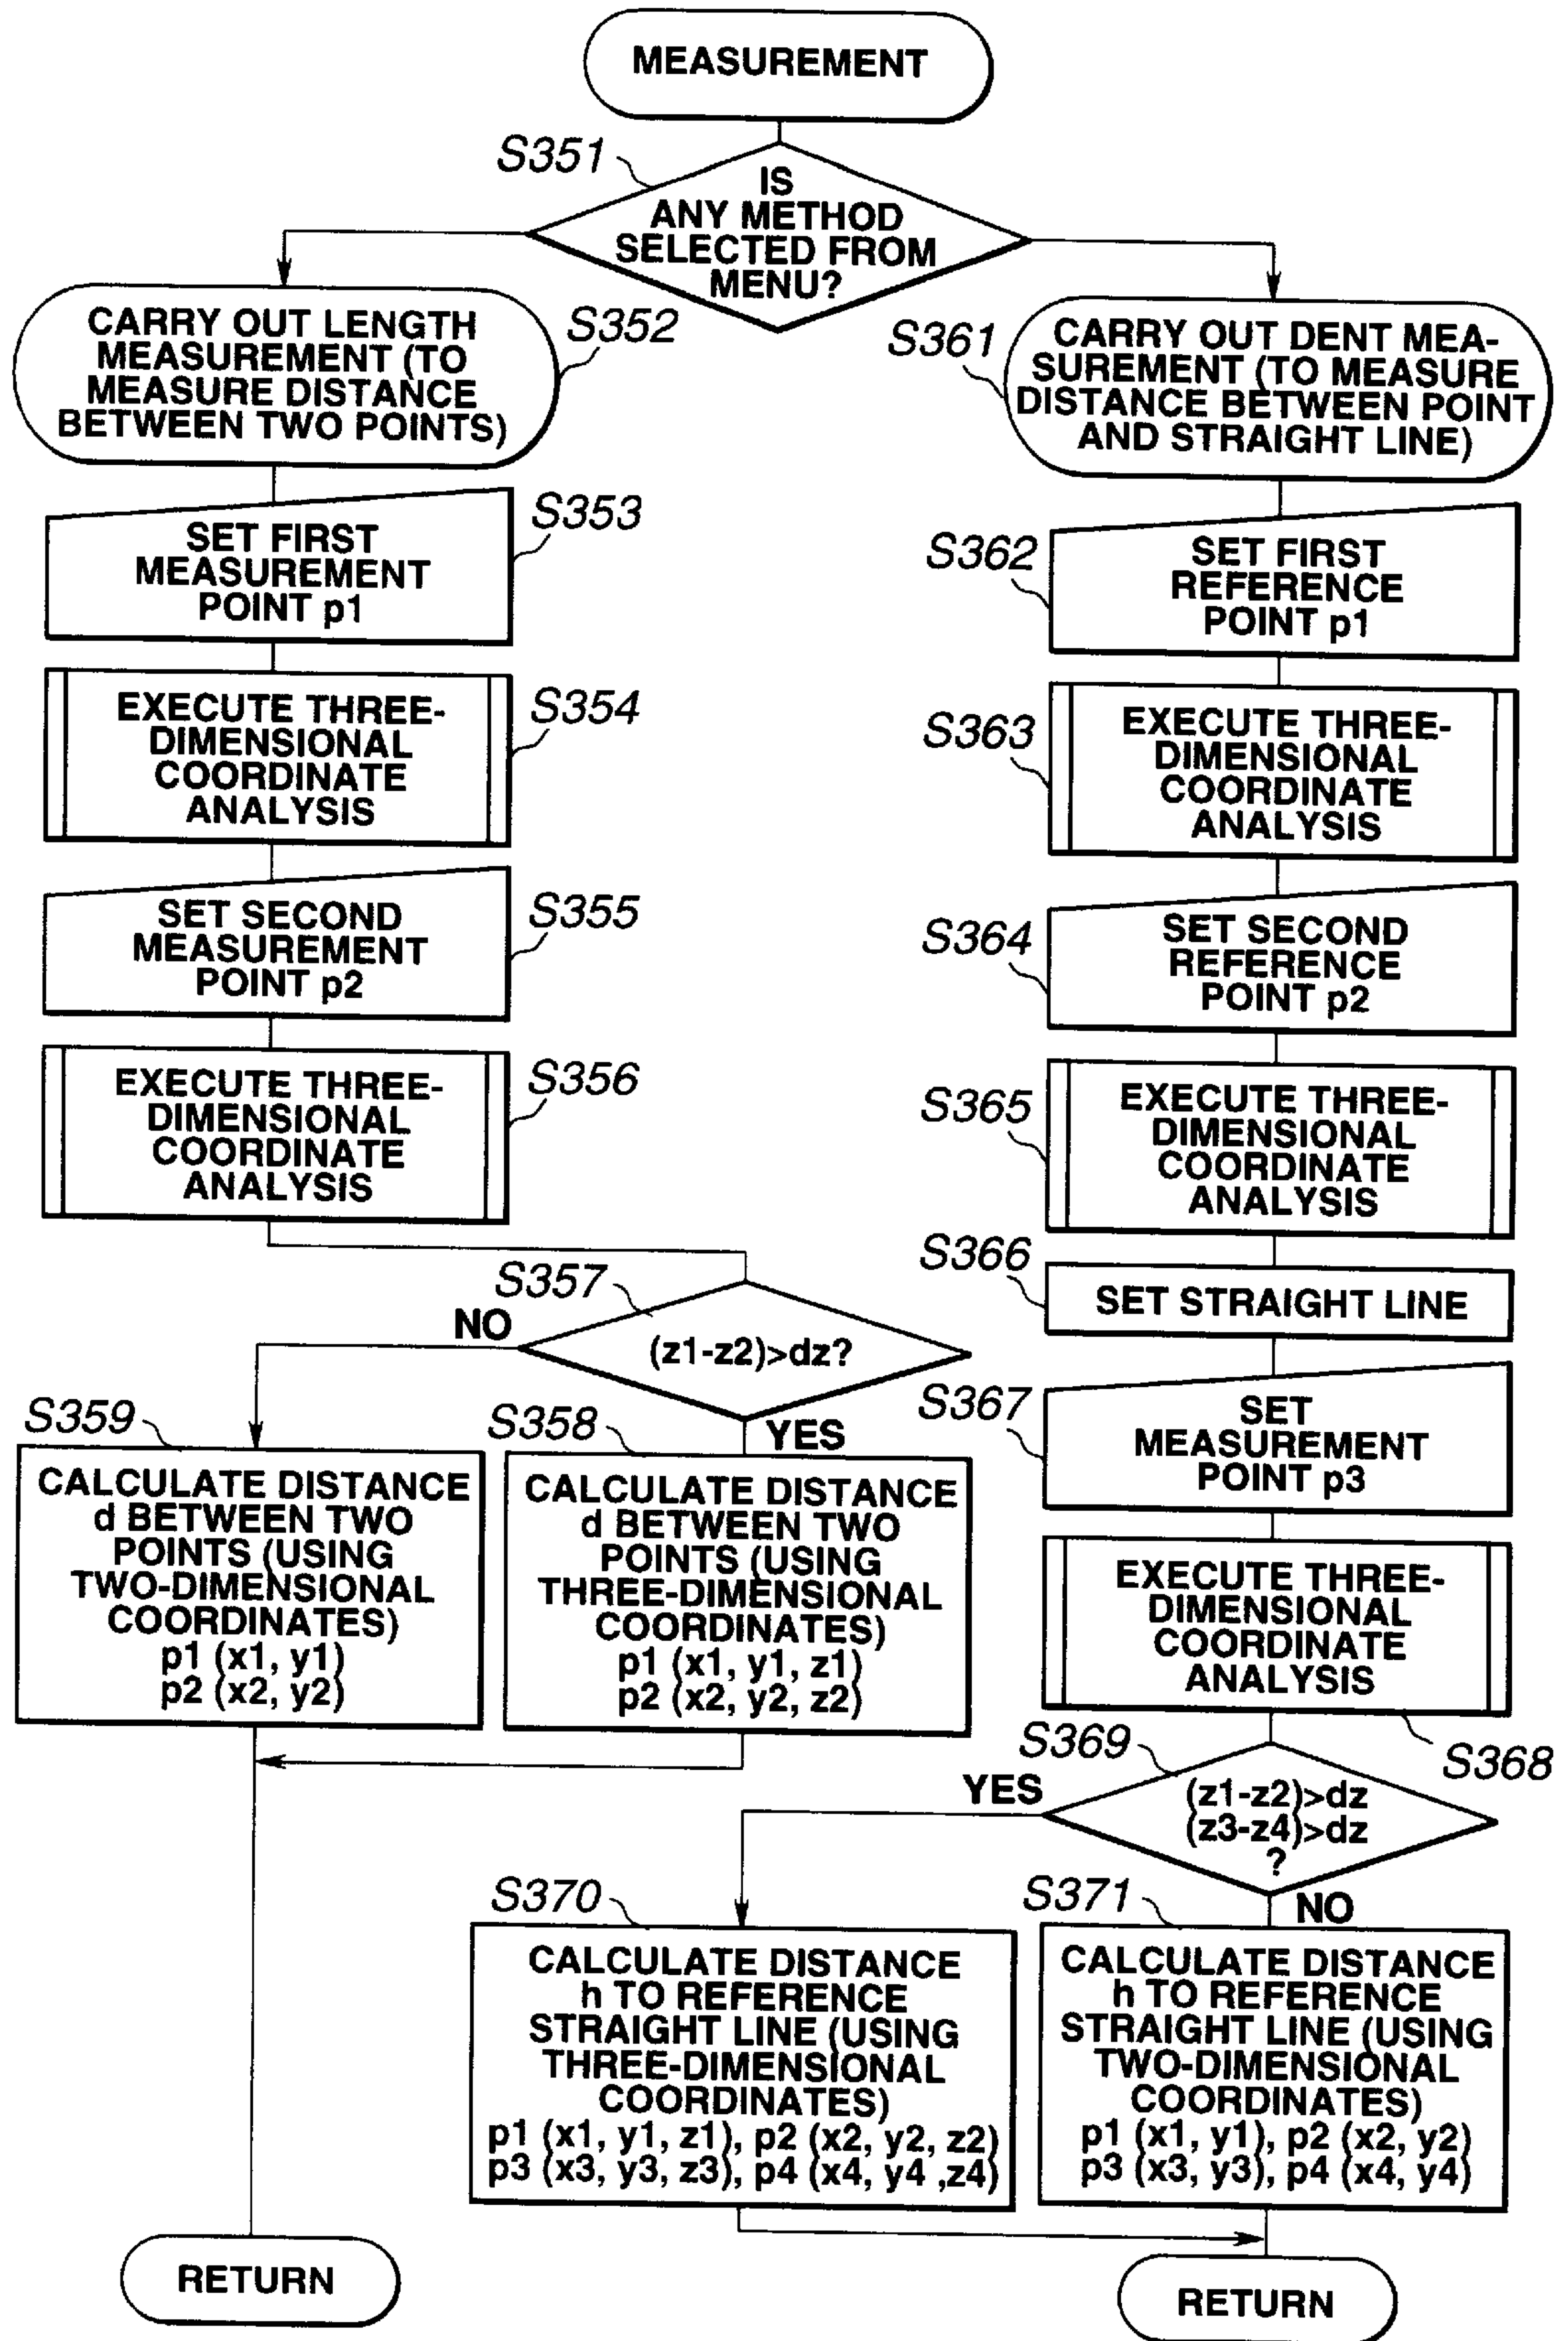 MEASUREMENT
S351
IS
ANY METHOD
SELECTED FROM
MENU?
CARRY OUT LENGTH
MEASUREMENT (TO
MEASURE DISTANCE
BETWEEN TWO POINTS)
S352
SET FIRST
MEASUREMENT
POINT p1
S353
EXECUTE THREE-
DIMENSIONAL
COORDINATE
ANALYSIS
S354
SET SECOND
MEASUREMENT
POINT p2
S355
EXECUTE THREE-
DIMENSIONAL
COORDINATE
ANALYSIS
S356
S357
(z1-z2)>dz?
NO
YES
S359
CALCULATE DISTANCE
d BETWEEN TWO
POINTS (USING
TWO-DIMENSIONAL
COORDINATES)
p1 (x1, y1)
p2 (x2, y2)
S358
CALCULATE DISTANCE
d BETWEEN TWO
POINTS (USING
THREE-DIMENSIONAL
COORDINATES)
p1 (x1, y1, z1)
p2 (x2, y2, z2)
RETURN
S361
CARRY OUT DENT MEA-
SUREMENT (TO MEASURE
DISTANCE BETWEEN POINT
AND STRAIGHT LINE)
S362
SET FIRST
REFERENCE
POINT p1
S363
EXECUTE THREE-
DIMENSIONAL
COORDINATE
ANALYSIS
S364
SET SECOND
REFERENCE
POINT p2
S365
EXECUTE THREE-
DIMENSIONAL
COORDINATE
ANALYSIS
S366
SET STRAIGHT LINE
S367
SET
MEASUREMENT
POINT p3
EXECUTE THREE-
DIMENSIONAL
COORDINATE
ANALYSIS
S368
S369
(z1-z2)>dz
(z3-z4)>dz
?
YES
NO
S370
CALCULATE DISTANCE
h TO REFERENCE
STRAIGHT LINE (USING
THREE-DIMENSIONAL
COORDINATES)
p1 (x1, y1, z1), p2 (x2, y2, z2)
p3 (x3, y3, z3), p4 (x4, y4 ,z4)
S371
CALCULATE DISTANCE
h TO REFERENCE
STRAIGHT LINE (USING
TWO-DIMENSIONAL
COORDINATES)
p1 (x1, y1), p2 (x2, y2)
p3 (x3, y3), p4 (x4, y4)
RETURN